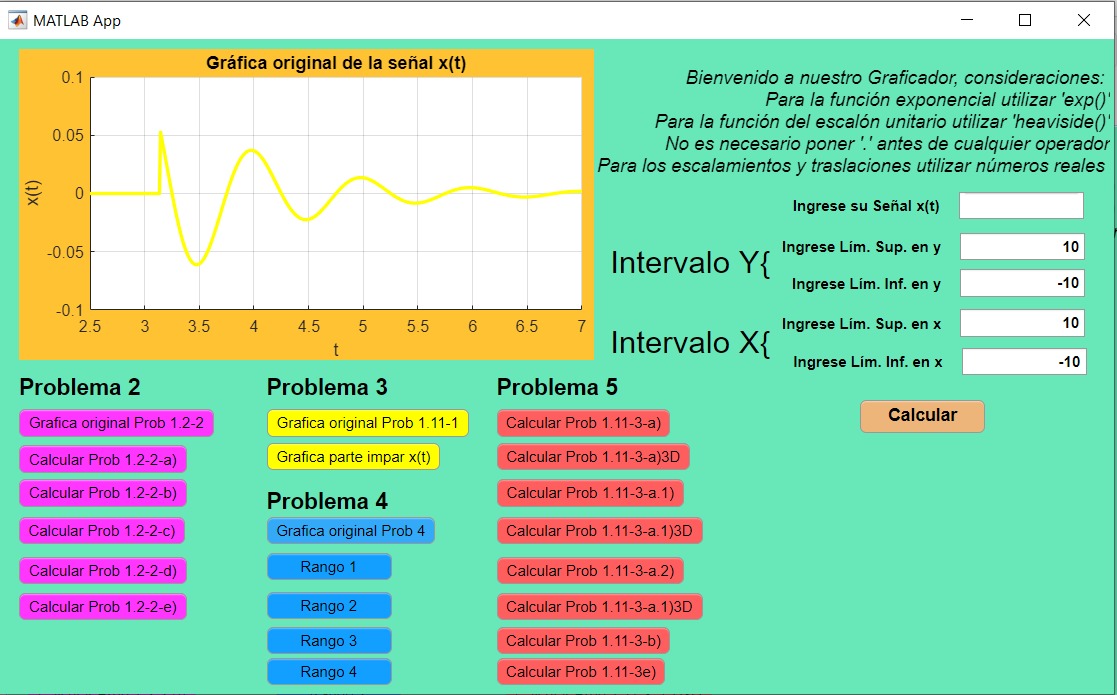 MATLAB App
Gráfica original de la señal x(t)
0.1
0.05
0
-0.05
-0.1
x(t)
2.5 3 3.5 4 4.5 5 5.5 6 6.5 7
t
Bienvenido a nuestro Graficador, consideraciones:
Para la función exponencial utilizar 'exp()'
Para la función del escalón unitario utilizar 'heaviside()'
No es necesario poner '.' antes de cualquier operador
Para los escalamientos y traslaciones utilizar números reales
Ingrese su Señal x(t)
Intervalo Y{
Ingrese Lím. Sup. en y 10
Ingrese Lím. Inf. en y -10
Intervalo X{
Ingrese Lím. Sup. en x 10
Ingrese Lím. Inf. en x -10
Calcular
Problema 2
Grafica original Prob 1.2-2
Calcular Prob 1.2-2-a)
Calcular Prob 1.2-2-b)
Calcular Prob 1.2-2-c)
Calcular Prob 1.2-2-d)
Calcular Prob 1.2-2-e)
Problema 3
Grafica original Prob 1.11-1
Grafica parte impar x(t)
Problema 4
Grafica original Prob 4
Rango 1
Rango 2
Rango 3
Rango 4
Problema 5
Calcular Prob 1.11-3-a)
Calcular Prob 1.11-3-a)3D
Calcular Prob 1.11-3-a.1)
Calcular Prob 1.11-3-a.1)3D
Calcular Prob 1.11-3-a.2)
Calcular Prob 1.11-3-a.1)3D
Calcular Prob 1.11-3-b)
Calcular Prob 1.11-3e)